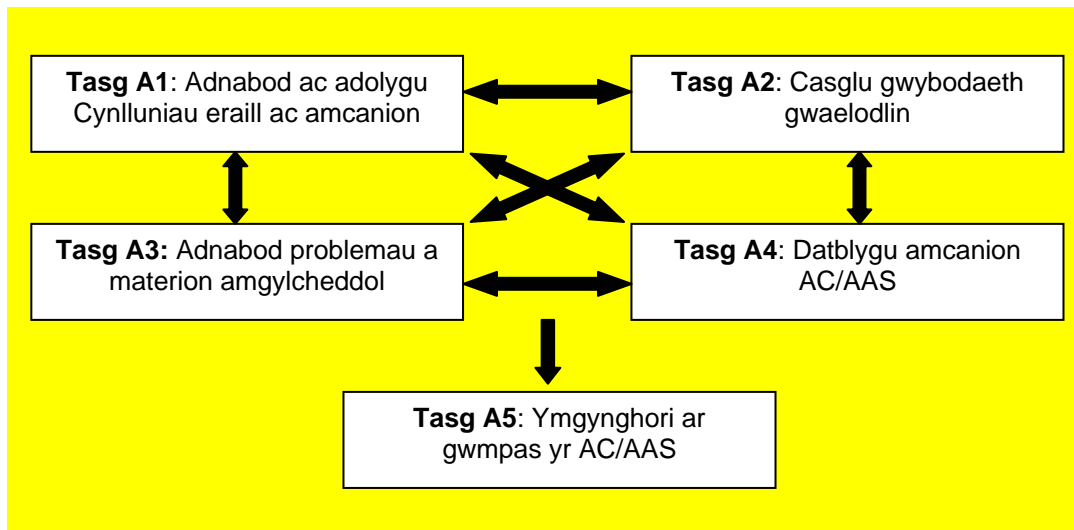 Tasg A1: Adnabod ac adolygu
Cynlluniau eraill ac amcanion
Tasg A2: Casglu gwybodaeth
gwaelodlin
Tasg A3: Adnabod problemau a
materion amgylcheddol
Tasg A4: Datblygu amcanion
AC/AAS
Tasg A5: Ymgynghori ar
gwmpas yr AC/AAS